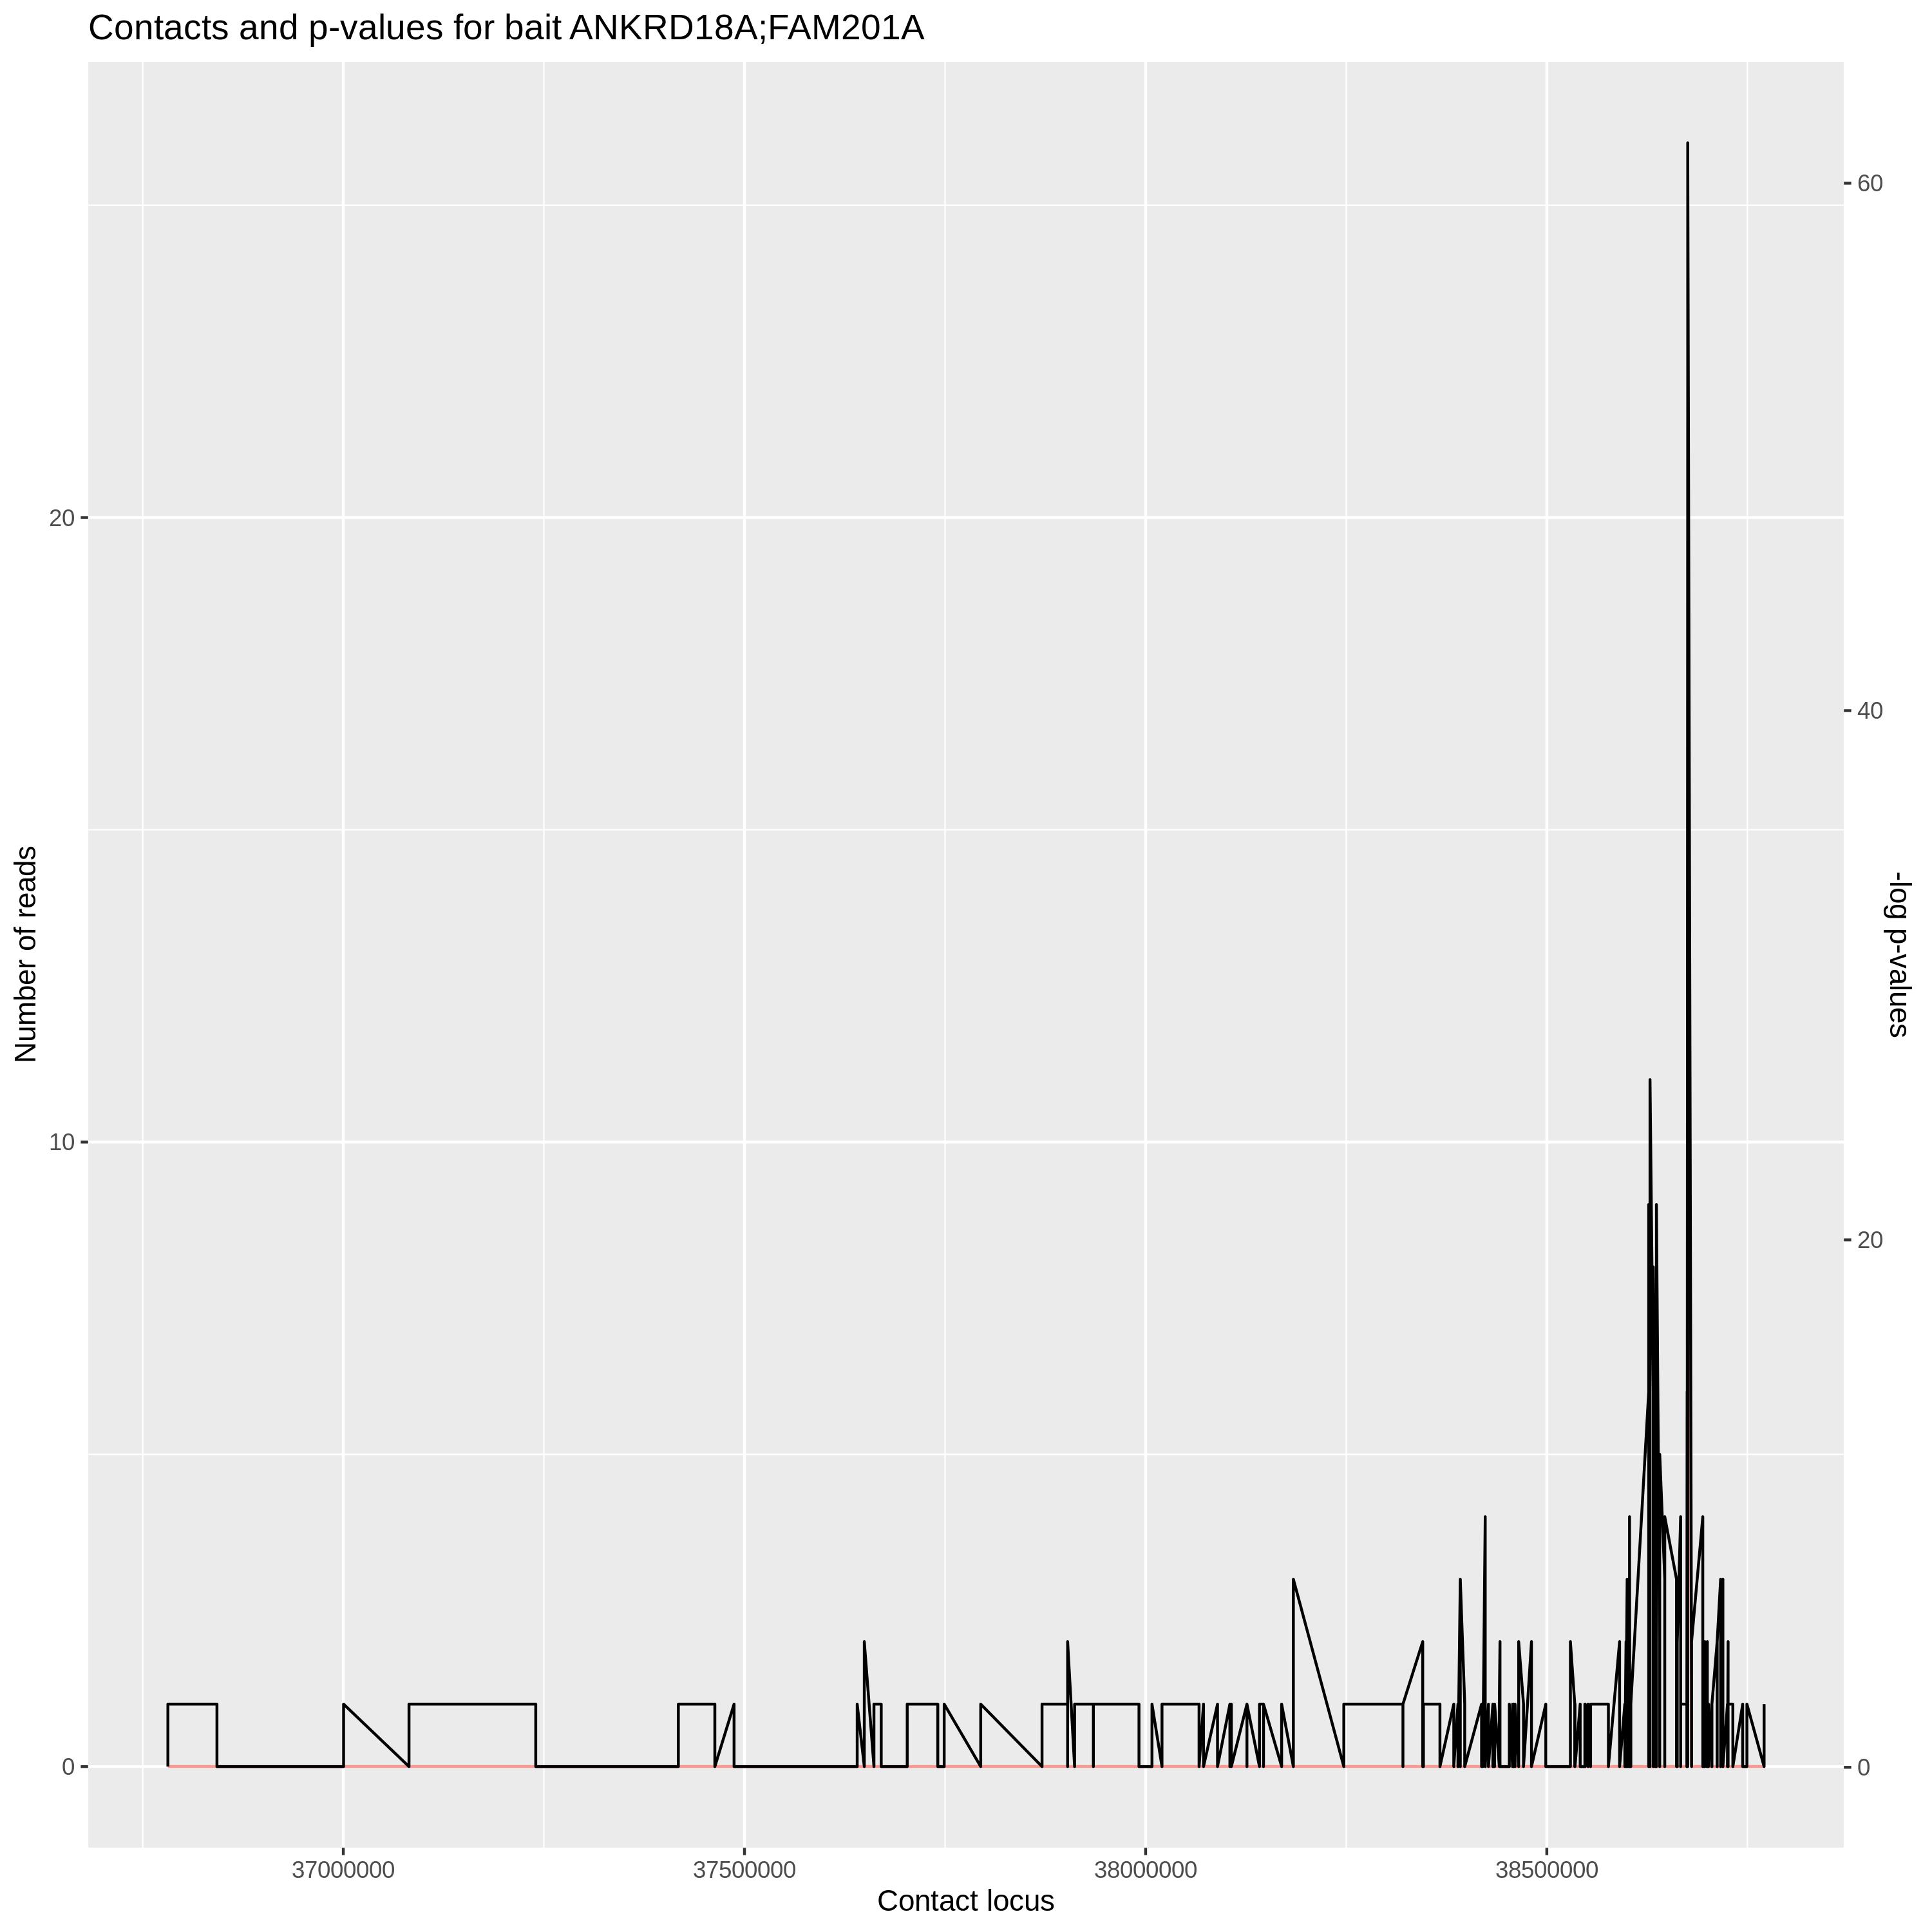 Contacts and p-values for bait ANKRD18A;FAM201A
60
20
40
Number of reads
-log p-values
10
20
0
0
37000000
37500000
38000000
38500000
Contact locus